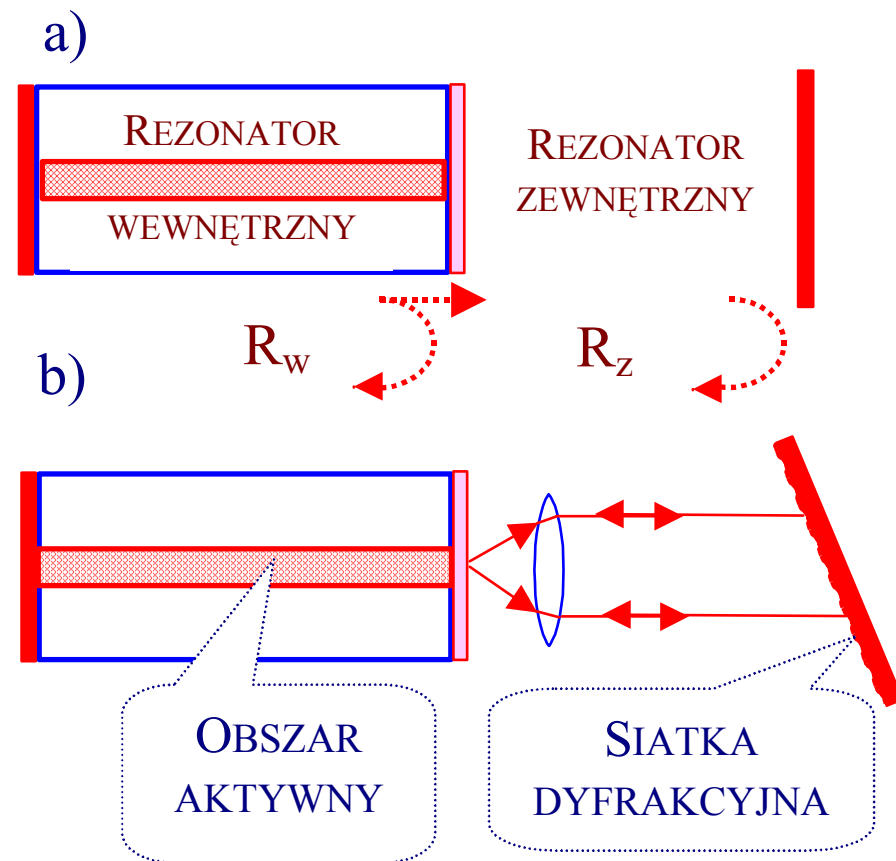 a)
REZONATOR
WEWNĘTRZNY
REZONATOR
ZEWNĘTRZNY
Rw
Rz
b)
OBSZAR
AKTYWNY
SIATKA
DYFRAKCYJNA